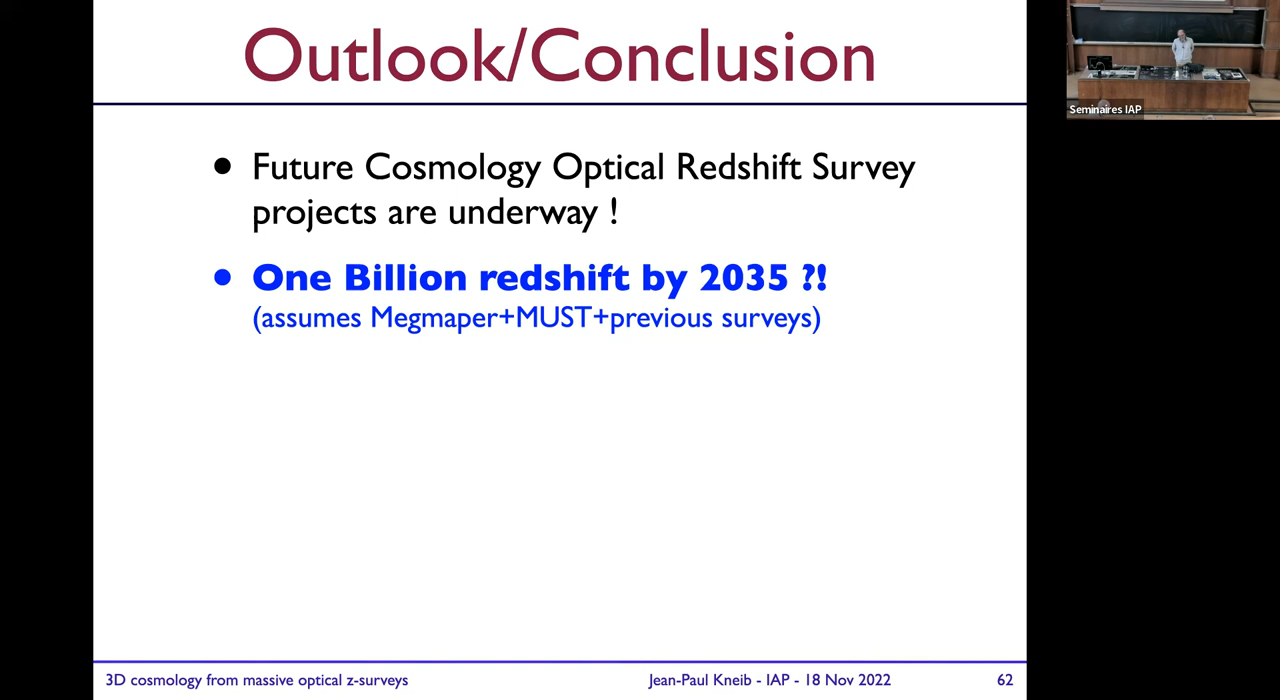 Outlook/Conclusion
Seminaires IAP
• Future Cosmology Optical Redshift Survey
projects are underway !
• One Billion redshift by 2035 ?!
(assumes Megmaper+MUST+previous surveys)
3D cosmology from massive optical z-surveys
Jean-Paul Kneib - IAP - 18 Nov 2022
62